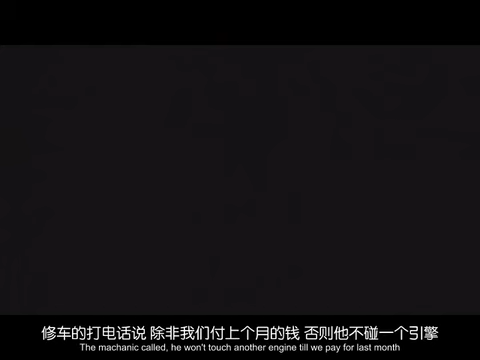 修车的打电话说 除非我们付上个月的钱 否则他不碰一个引擎
The machanic called, he won't touch another engine till we pay for last month